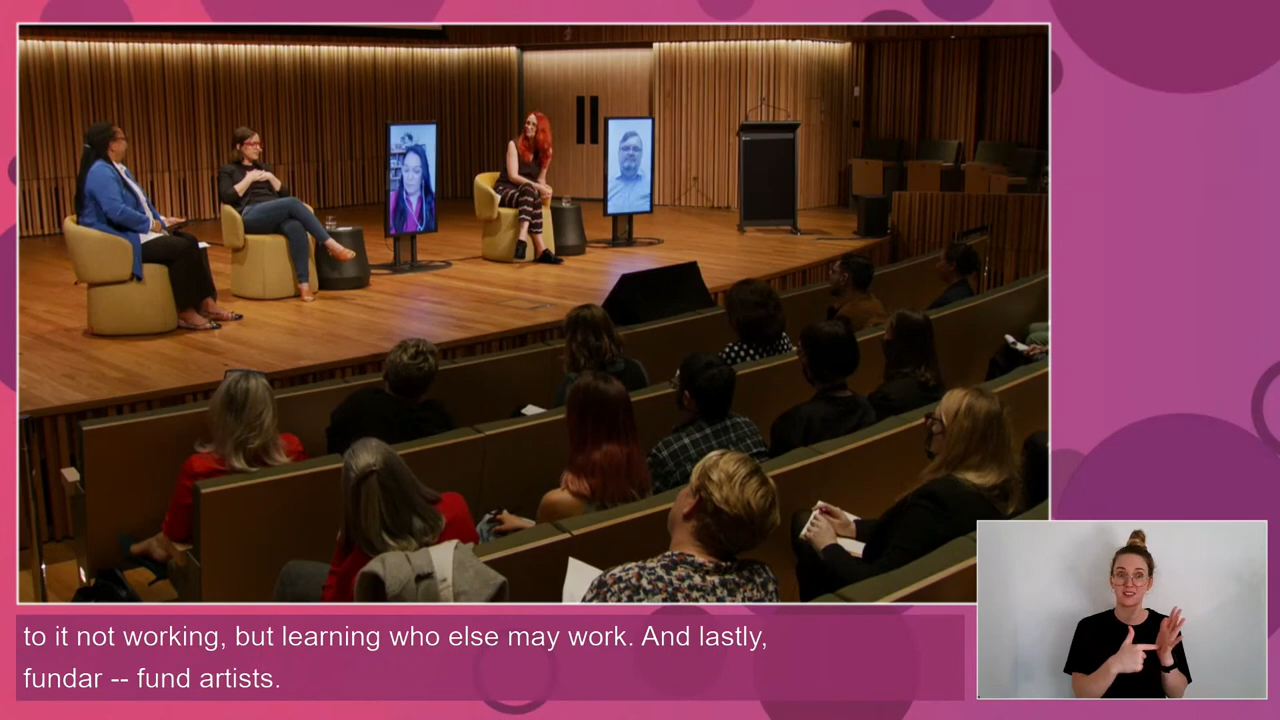 to it not working, but learning who else may work. And lastly,
fundar -- fund artists.